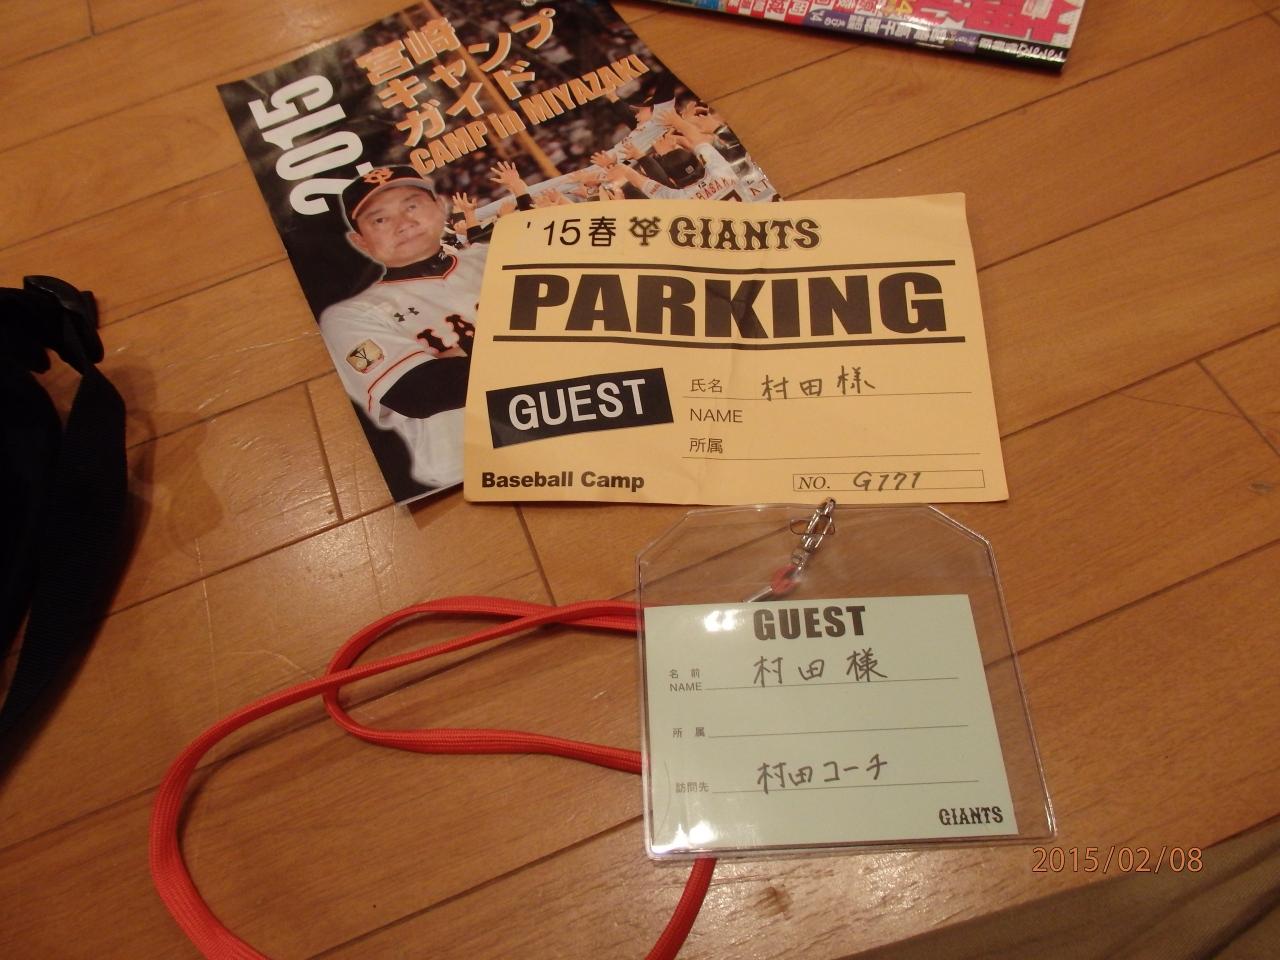 2015
宮崎
キャンプ
ガイド
CAMP in MIYAZAKI
'15春 GIANTS
PARKING
GUEST
氏名 村田様
NAME
所属
Baseball Camp
NO. G171
GUEST
名前 村田様
NAME
所属
訪問先 村田コーチ
GIANTS
2015/02/08